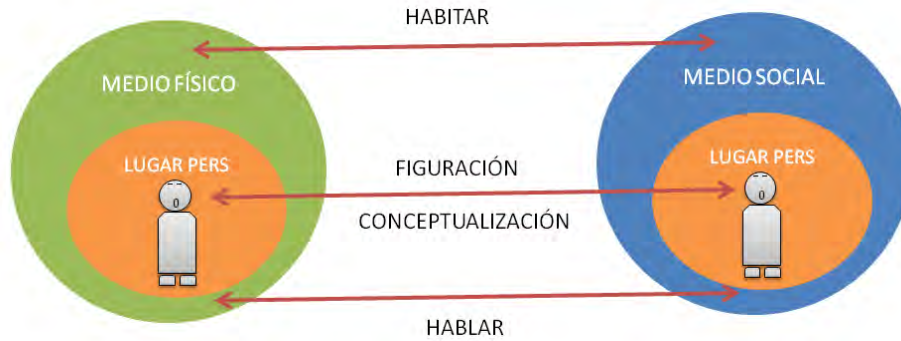 HABITAR
MEDIO FÍSICO
MEDIO SOCIAL
LUGAR PERS
LUGAR PERS
FIGURACIÓN
CONCEPTUALIZACIÓN
HABLAR